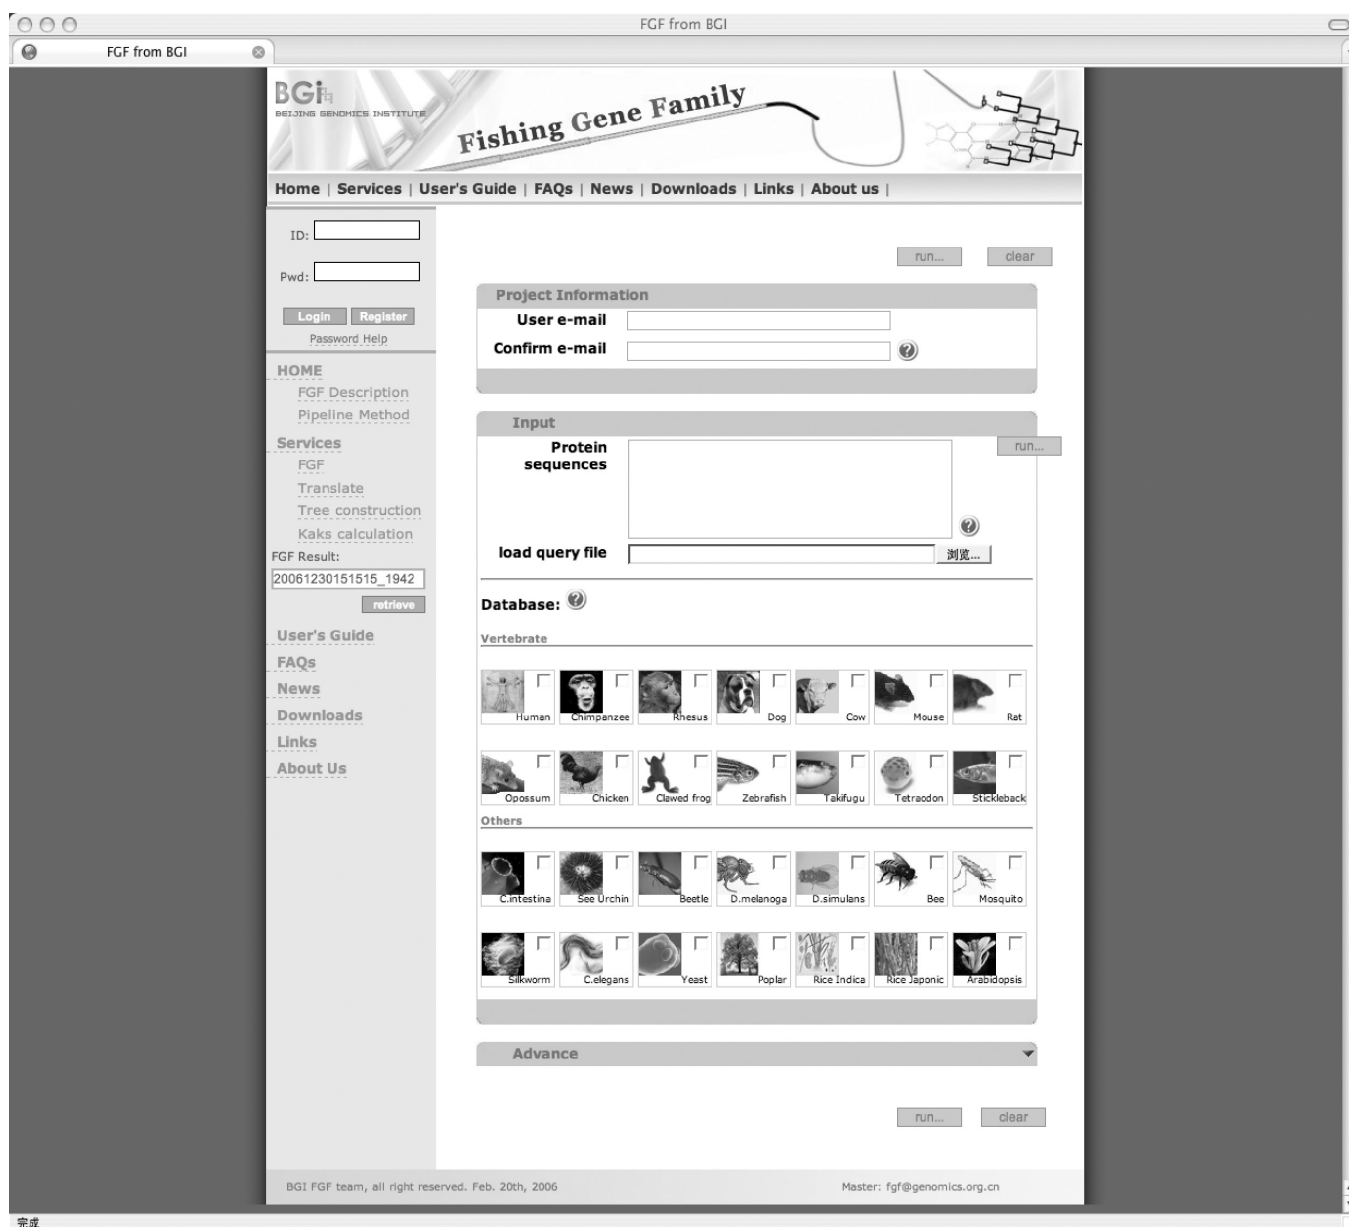 FGF from BGI
FGF from BGI
BGI
BEIJING GENOMICS INSTITUTE
Fishing Gene Family
Home | Services | User's Guide | FAQs | News | Downloads | Links | About us |
ID:
Pwd:
Login Register
Password Help
HOME
FGF Description
Pipeline Method
Services
FGF
Translate
Tree construction
Kaks calculation
FGF Result:
20061230151515_1942
retrieve
User's Guide
FAQs
News
Downloads
Links
About Us
run... clear
Project Information
User e-mail
Confirm e-mail ?
Input
Protein
sequences
run...
?
load query file 浏览...
Database: ?
Vertebrate
Human Chimpanzee Rhesus Dog Cow Mouse Rat
Opossum Chicken Clawed frog Zebrafish Takifugu Tetraodon Stickleback
Others
C.intestina See Urchin Beetle D.melanoga D.simulans Bee Mosquito
Silkworm C.elegans Yeast Poplar Rice Indica Rice Japonic Arabidopsis
Advance
run... clear
BGI FGF team, all right reserved. Feb. 20th, 2006 Master: fgf@genomics.org.cn
完成